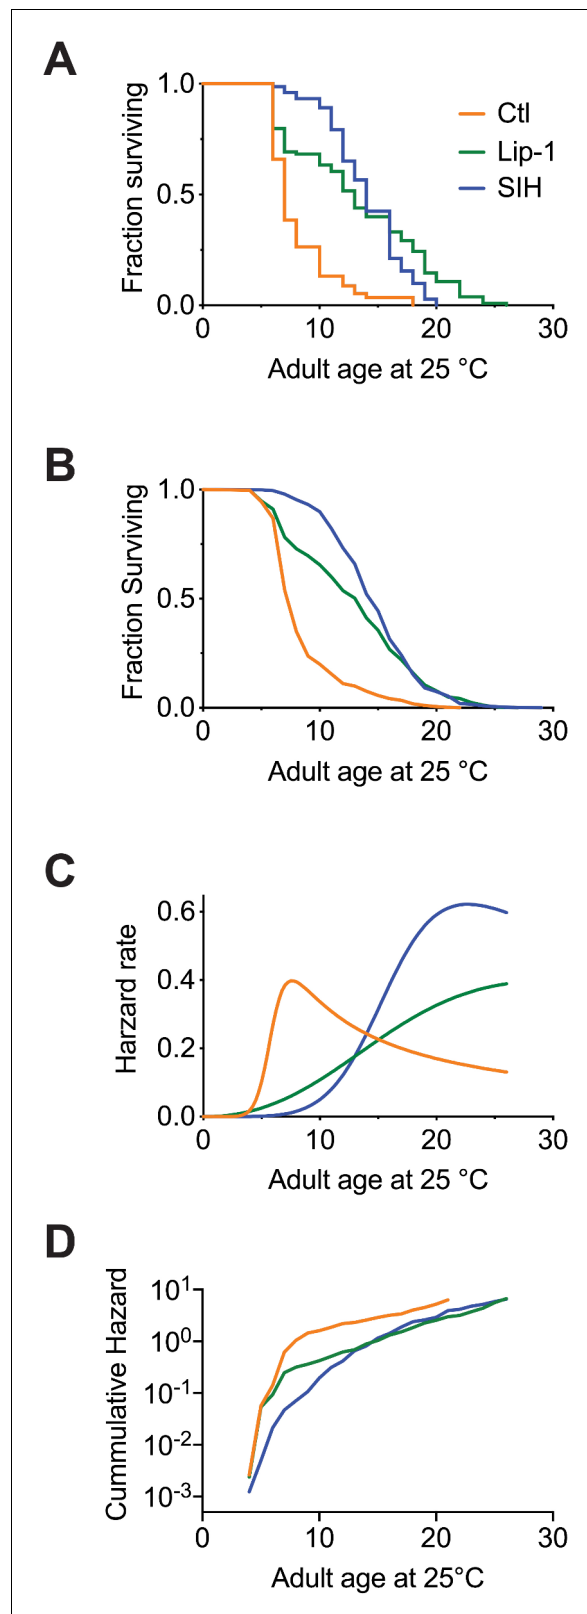 A
Fraction surviving
1.0
0.5
0.0
Ctl
Lip-1
SIH
0 10 20 30
Adult age at 25 °C
B
Fraction Surviving
1.0
0.5
0.0
0 10 20 30
Adult age at 25 °C
C
Harzard rate
0.6
0.4
0.2
0.0
0 10 20 30
Adult age at 25 °C
D
Cummulative Hazard
10¹
10⁰
10⁻¹
10⁻²
10⁻³
0 10 20 30
Adult age at 25°C